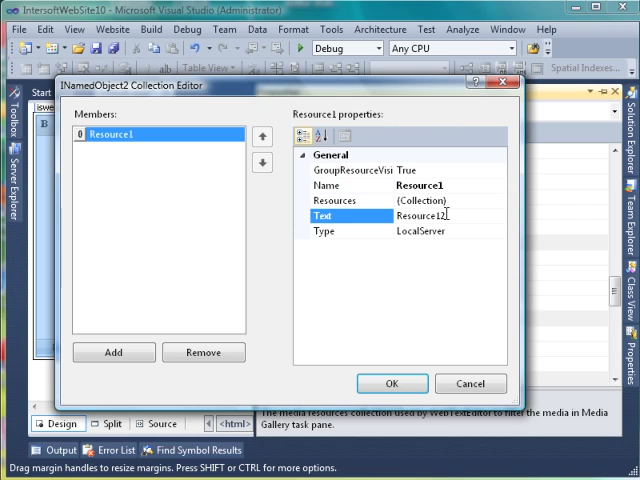 IntersoftWebSite10 - Microsoft Visual Studio (Administrator)
File Edit View Website Build Debug Team Data Format Tools Architecture Test Analyze Window Help
Debug Any CPU
Table View Spatial Indexes...
Start
iswe
B
INamedObject2 Collection Editor
Members:
0 Resource1
Add Remove
Resource1 properties:
General
GroupResourceVisi True
Name Resource1
Resources (Collection)
Text Resource12
Type LocalServer
OK Cancel
Toolbox
Server Explorer
Solution Explorer
Team Explorer
Class View
Properties
Design Split Source <html>
The media resources collection used by WebTextEditor to filter the media in Media
Gallery task pane.
Output Error List Find Symbol Results
Drag margin handles to resize margins. Press SHIFT or CTRL for more options.